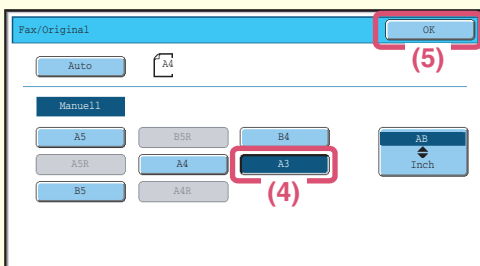 Fax/Original OK
(5)
Auto A4
Manuell
A5 B5R B4 AB
A5R A4 A3 Inch
B5 A4R (4)